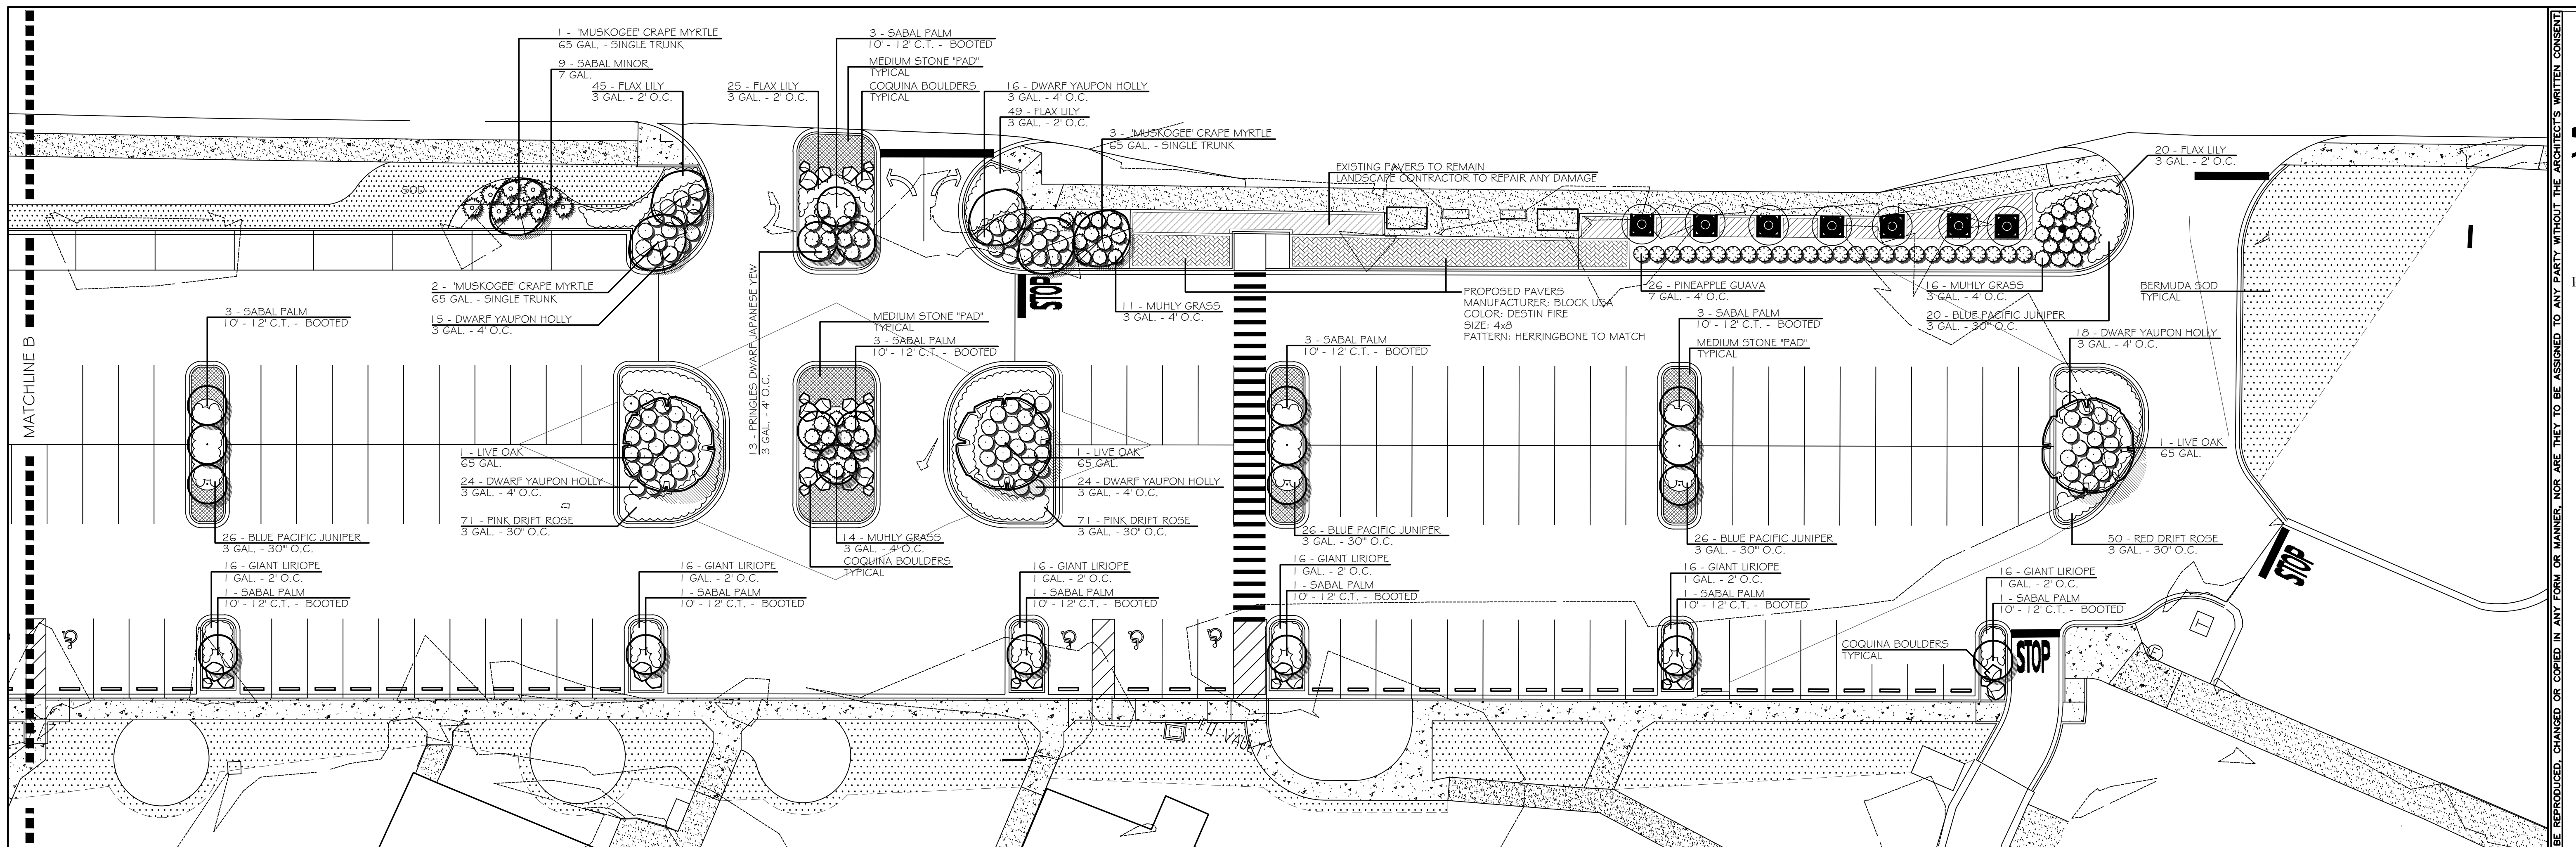 1 - 'MUSKOGEE' CRAPE MYRTLE
65 GAL. - SINGLE TRUNK
9 - SABAL MINOR
7 GAL.
45 - FLAX LILY
3 GAL. - 2' O.C.
25 - FLAX LILY
3 GAL. - 2' O.C.
3 - SABAL PALM
10' - 12' C.T. - BOOTED
MEDIUM STONE "PAD"
TYPICAL
COQUINA BOULDERS
TYPICAL
16 - DWARF YAUPON HOLLY
3 GAL. - 4' O.C.
49 - FLAX LILY
3 GAL. - 2' O.C.
3 - 'MUSKOGEE' CRAPE MYRTLE
65 GAL. - SINGLE TRUNK
EXISTING PAVERS TO REMAIN
LANDSCAPE CONTRACTOR TO REPAIR ANY DAMAGE
20 - FLAX LILY
3 GAL. - 2' O.C.
SOD
2 - 'MUSKOGEE' CRAPE MYRTLE
65 GAL. - SINGLE TRUNK
15 - DWARF YAUPON HOLLY
3 GAL. - 4' O.C.
13 - PRINGLES DWARF JAPANESE YEW
3 GAL. - 4' O.C.
STOP
11 - MUHLY GRASS
3 GAL. - 4' O.C.
PROPOSED PAVERS
MANUFACTURER: BLOCK USA
COLOR: DESTIN FIRE
SIZE: 4x8
PATTERN: HERRINGBONE TO MATCH
26 - PINEAPPLE GUAVA
7 GAL. - 4' O.C.
16 - MUHLY GRASS
3 GAL. - 4' O.C.
20 - BLUE PACIFIC JUNIPER
3 GAL. - 30" O.C.
BERMUDA SOD
TYPICAL
MATCHLINE B
3 - SABAL PALM
10' - 12' C.T. - BOOTED
MEDIUM STONE "PAD"
TYPICAL
3 - SABAL PALM
10' - 12' C.T. - BOOTED
3 - SABAL PALM
10' - 12' C.T. - BOOTED
3 - SABAL PALM
10' - 12' C.T. - BOOTED
MEDIUM STONE "PAD"
TYPICAL
18 - DWARF YAUPON HOLLY
3 GAL. - 4' O.C.
1 - LIVE OAK
65 GAL.
24 - DWARF YAUPON HOLLY
3 GAL. - 4' O.C.
71 - PINK DRIFT ROSE
3 GAL. - 30" O.C.
1 - LIVE OAK
65 GAL.
24 - DWARF YAUPON HOLLY
3 GAL. - 4' O.C.
71 - PINK DRIFT ROSE
3 GAL. - 30" O.C.
1 - LIVE OAK
65 GAL.
26 - BLUE PACIFIC JUNIPER
3 GAL. - 30" O.C.
14 - MUHLY GRASS
3 GAL. - 4' O.C.
COQUINA BOULDERS
TYPICAL
26 - BLUE PACIFIC JUNIPER
3 GAL. - 30" O.C.
26 - BLUE PACIFIC JUNIPER
3 GAL. - 30" O.C.
50 - RED DRIFT ROSE
3 GAL. - 30" O.C.
STOP
16 - GIANT LIRIOPE
1 GAL. - 2' O.C.
1 - SABAL PALM
10' - 12' C.T. - BOOTED
16 - GIANT LIRIOPE
1 GAL. - 2' O.C.
1 - SABAL PALM
10' - 12' C.T. - BOOTED
16 - GIANT LIRIOPE
1 GAL. - 2' O.C.
1 - SABAL PALM
10' - 12' C.T. - BOOTED
16 - GIANT LIRIOPE
1 GAL. - 2' O.C.
1 - SABAL PALM
10' - 12' C.T. - BOOTED
16 - GIANT LIRIOPE
1 GAL. - 2' O.C.
1 - SABAL PALM
10' - 12' C.T. - BOOTED
16 - GIANT LIRIOPE
1 GAL. - 2' O.C.
1 - SABAL PALM
10' - 12' C.T. - BOOTED
COQUINA BOULDERS
TYPICAL
STOP
T
E
BE REPRODUCED, CHANGED OR COPIED IN ANY FORM OR MANNER, NOR ARE THEY TO BE ASSIGNED TO ANY PARTY WITHOUT THE ARCHITECT'S WRITTEN CONSENT.